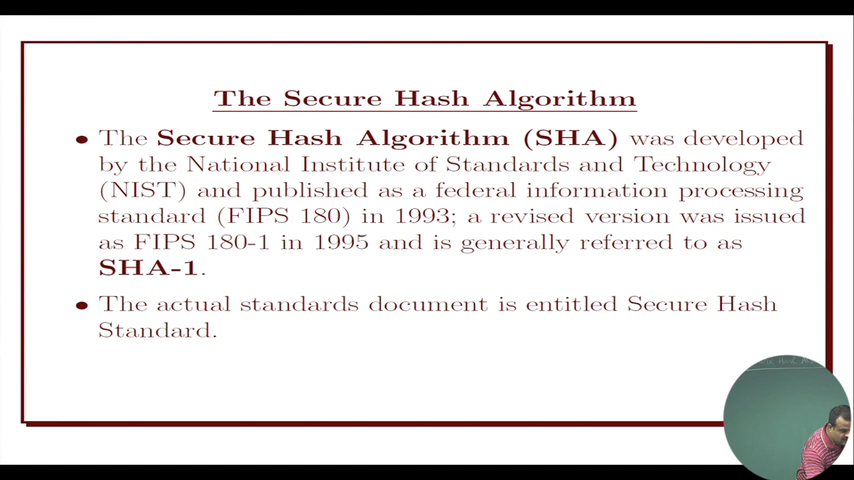 The Secure Hash Algorithm
• The Secure Hash Algorithm (SHA) was developed
by the National Institute of Standards and Technology
(NIST) and published as a federal information processing
standard (FIPS 180) in 1993; a revised version was issued
as FIPS 180-1 in 1995 and is generally referred to as
SHA-1.
• The actual standards document is entitled Secure Hash
Standard.